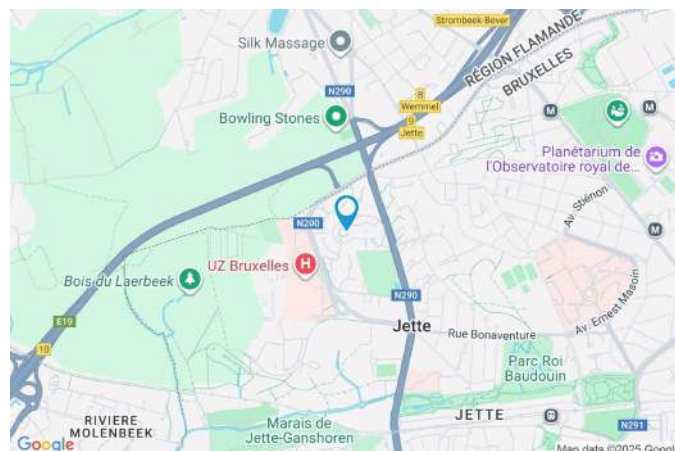 Strombeek-Bever
Silk Massage
RÉGION FLAMANDE
BRUXELLES
N290
8
Wemmel
9
Jette
Bowling Stones
M
M
Planétarium de
l'Observatoire royal de...
Av. Stiénon
N290
M
UZ Bruxelles
H
Bois du Laerbeek
N290
E19
Jette
Rue Bonaventure
Av. Ernest Masoin
10
Parc Roi
Baudouin
RIVIERE
MOLENBEEK
Marais de
Jette-Ganshoren
JETTE
N291
Google
Map data ©2025 Google